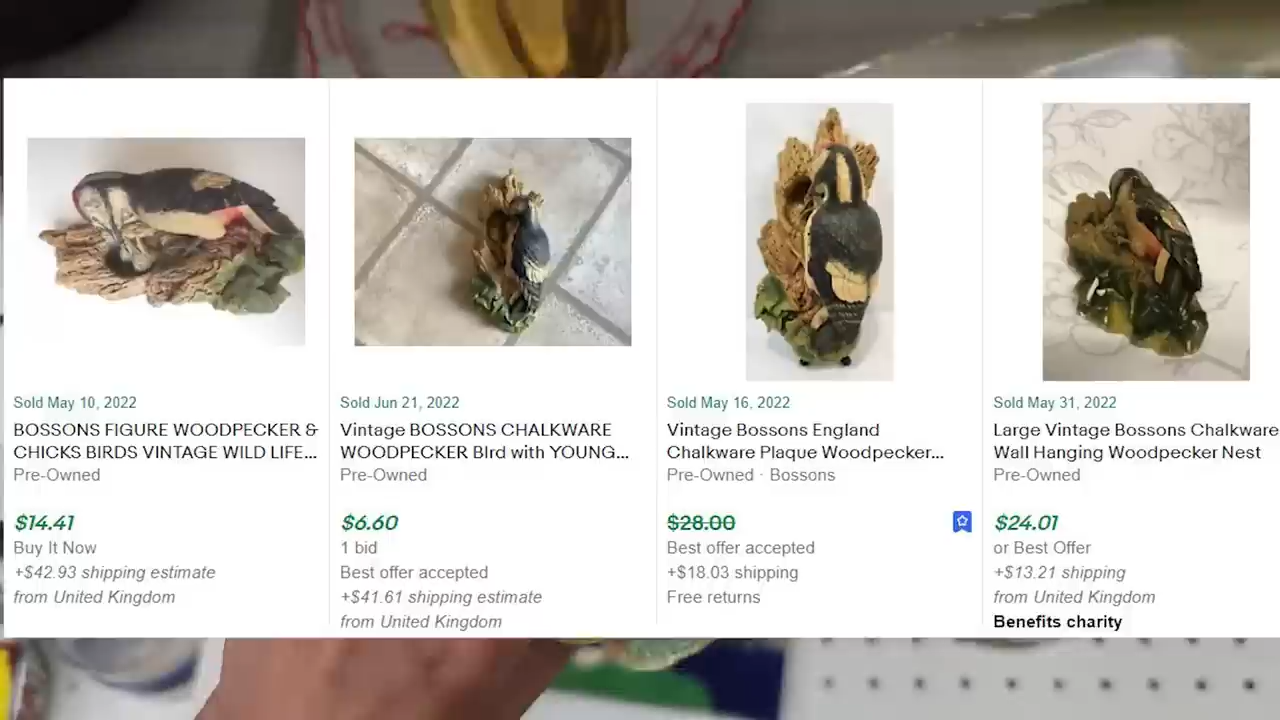 Sold May 10, 2022
BOSSONS FIGURE WOODPECKER &
CHICKS BIRDS VINTAGE WILD LIFE...
Pre-Owned
$14.41
Buy It Now
+$42.93 shipping estimate
from United Kingdom
Sold Jun 21, 2022
Vintage BOSSONS CHALKWARE
WOODPECKER BIrd with YOUNG...
Pre-Owned
$6.60
1 bid
Best offer accepted
+$41.61 shipping estimate
from United Kingdom
Sold May 16, 2022
Vintage Bossons England
Chalkware Plaque Woodpecker...
Pre-Owned · Bossons
$28.00
Best offer accepted
+$18.03 shipping
Free returns
Sold May 31, 2022
Large Vintage Bossons Chalkware
Wall Hanging Woodpecker Nest
Pre-Owned
$24.01
or Best Offer
+$13.21 shipping
from United Kingdom
Benefits charity